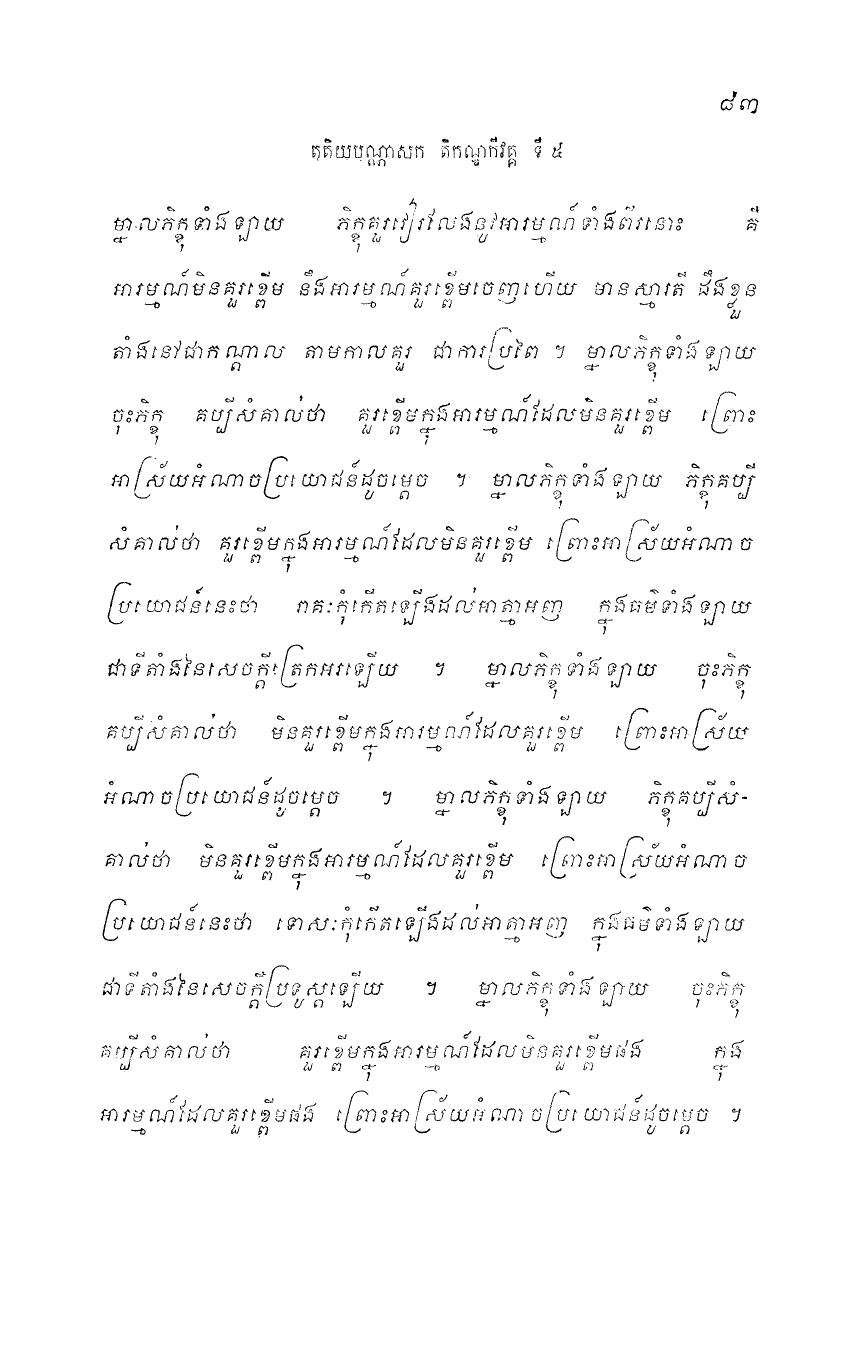 ៨៣
តតិយបណ្ណាសក តិកណ្ឌកីវគ្គ ទី ៥
ម្នាលភិក្ខុទាំងឡាយ ភិក្ខុគួរវៀរលែងនូវអារម្មណ៍ទាំងពីរនោះ គឺ
អារម្មណ៍មិនគួរខ្ពើម នឹងអារម្មណ៍គួរខ្ពើមចេញហើយ មានស្មារតី ដឹងខ្លួន
តាំងនៅជាកណ្តាល តាមកាលគួរ ជាការប្រពៃ ។ ម្នាលភិក្ខុទាំងឡាយ
ចុះភិក្ខុ គប្បីសំគាល់ថា គួរខ្ពើមក្នុងអារម្មណ៍ដែលមិនគួរខ្ពើម ព្រោះ
អាស្រ័យអំណាចប្រយោជន៍ដូចម្តេច ។ ម្នាលភិក្ខុទាំងឡាយ ភិក្ខុគប្បី
សំគាល់ថា គួរខ្ពើមក្នុងអារម្មណ៍ដែលមិនគួរខ្ពើម ព្រោះអាស្រ័យអំណាច
ប្រយោជន៍នេះថា រាគៈកុំកើតឡើងដល់អាត្មាអញ ក្នុងធម៌ទាំងឡាយ
ជាទីតាំងនៃសេចក្តីត្រេកអរឡើយ ។ ម្នាលភិក្ខុទាំងឡាយ ចុះភិក្ខុ
គប្បីសំគាល់ថា មិនគួរខ្ពើមក្នុងអារម្មណ៍ដែលគួរខ្ពើម ព្រោះអាស្រ័យ
អំណាចប្រយោជន៍ដូចម្តេច ។ ម្នាលភិក្ខុទាំងឡាយ ភិក្ខុគប្បីសំ-
គាល់ថា មិនគួរខ្ពើមក្នុងអារម្មណ៍ដែលគួរខ្ពើម ព្រោះអាស្រ័យអំណាច
ប្រយោជន៍នេះថា ទោសៈកុំកើតឡើងដល់អាត្មាអញ ក្នុងធម៌ទាំងឡាយ
ជាទីតាំងនៃសេចក្តីប្រទូស្តឡើយ ។ ម្នាលភិក្ខុទាំងឡាយ ចុះភិក្ខុ
គប្បីសំគាល់ថា គួរខ្ពើមក្នុងអារម្មណ៍ដែលមិនគួរខ្ពើមផង ក្នុង
អារម្មណ៍ដែលគួរខ្ពើមផង ព្រោះអាស្រ័យអំណាចប្រយោជន៍ដូចម្តេច ។